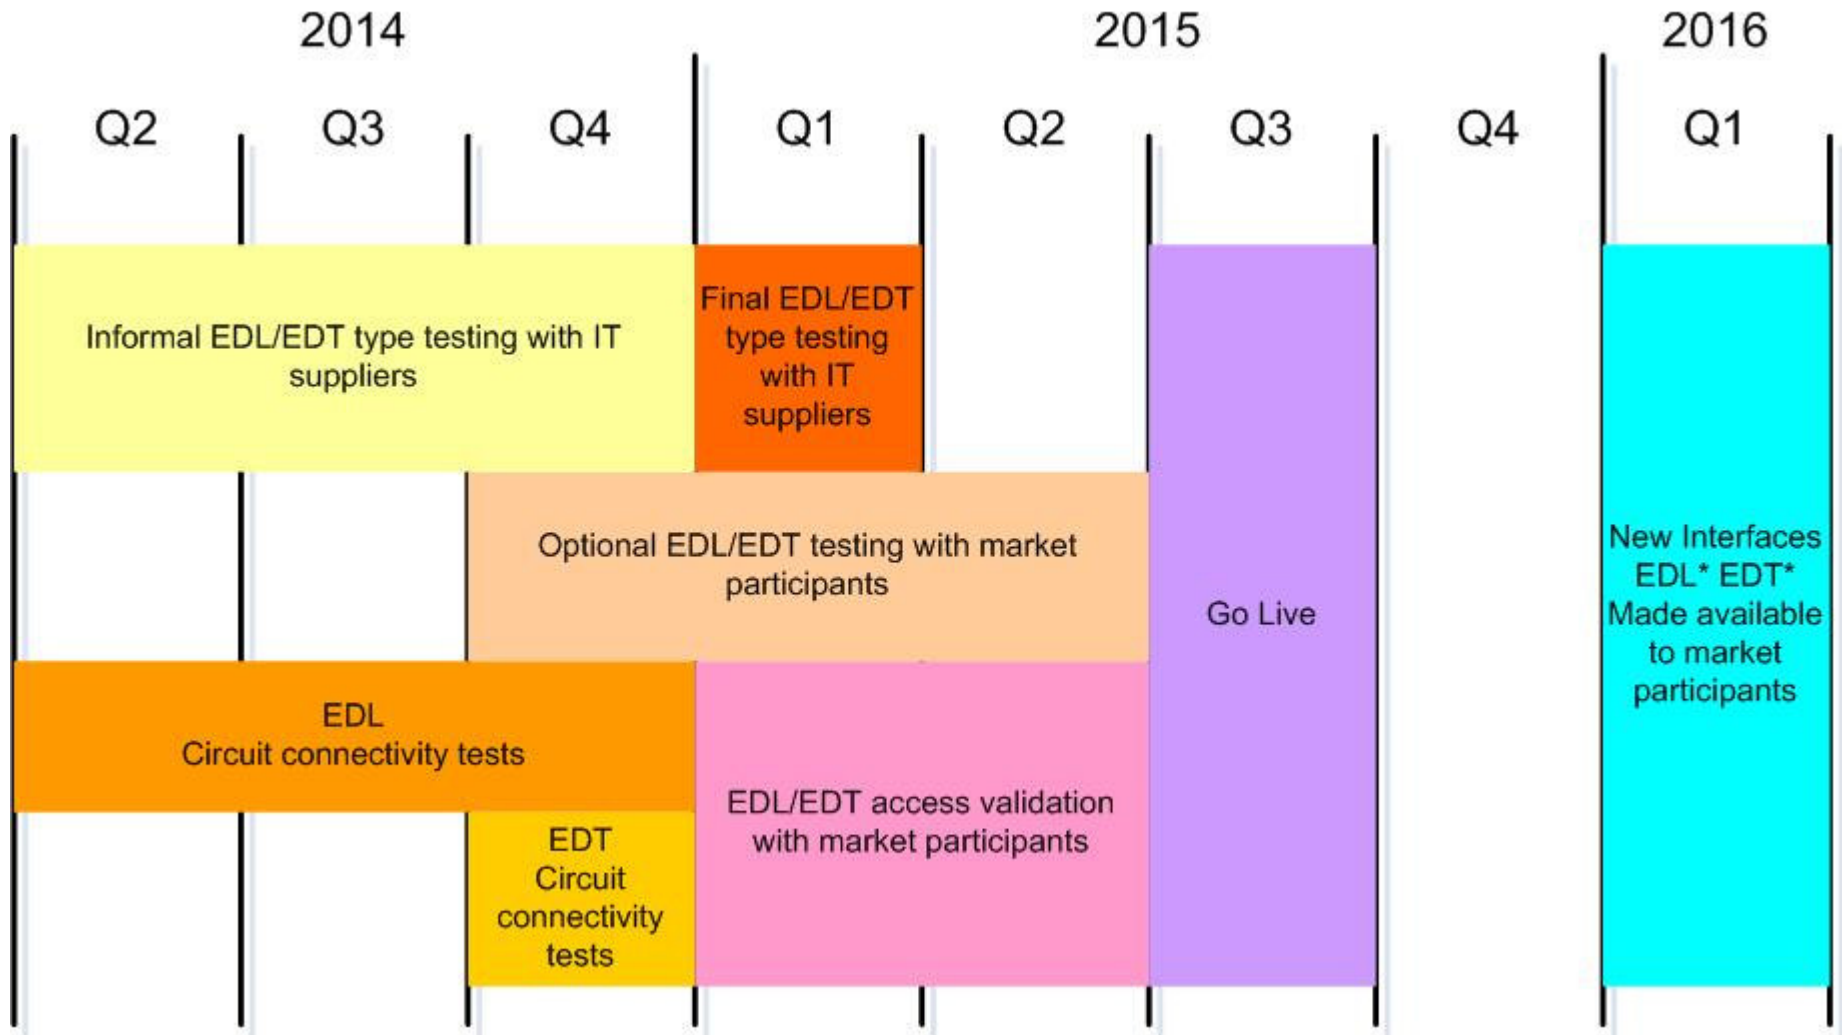 2014
2015
2016
Q2
Q3
Q4
Q1
Q2
Q3
Q4
Q1
Informal EDL/EDT type testing with IT
suppliers
Final EDL/EDT
type testing
with IT
suppliers
Optional EDL/EDT testing with market
participants
Go Live
New Interfaces
EDL* EDT*
Made available
to market
participants
EDL
Circuit connectivity tests
EDL/EDT access validation
with market participants
EDT
Circuit
connectivity
tests